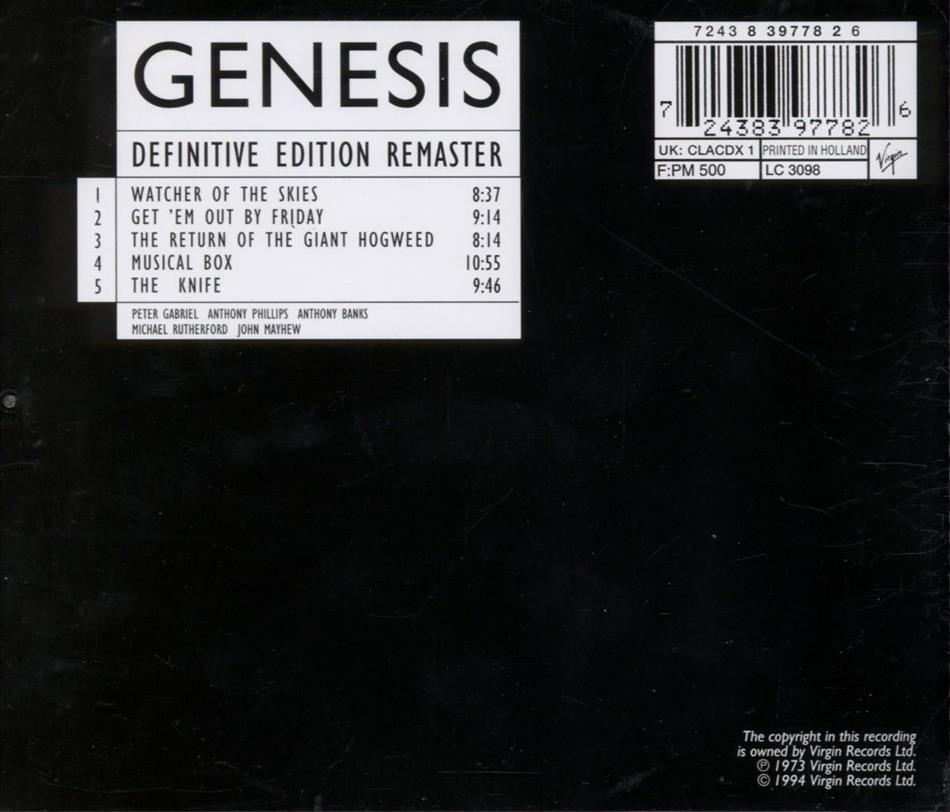 GENESIS
DEFINITIVE EDITION REMASTER
1 WATCHER OF THE SKIES 8:37
2 GET 'EM OUT BY FRIDAY 9:14
3 THE RETURN OF THE GIANT HOGWEED 8:14
4 MUSICAL BOX 10:55
5 THE KNIFE 9:46
PETER GABRIEL ANTHONY PHILLIPS ANTHONY BANKS
MICHAEL RUTHERFORD JOHN MAYHEW
7243 8 39778 2 6
7 24383 97782 6
UK: CLACDX 1 PRINTED IN HOLLAND
F:PM 500 LC 3098
Virgin
The copyright in this recording
is owned by Virgin Records Ltd.
℗ 1973 Virgin Records Ltd.
© 1994 Virgin Records Ltd.